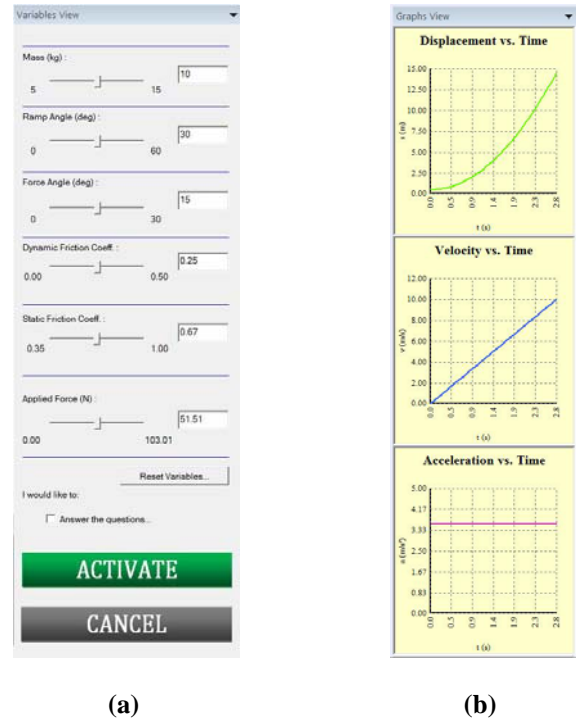 Variables View
Mass (kg) :
10
5 15
Ramp Angle (deg) :
30
0 60
Force Angle (deg) :
15
0 30
Dynamic Friction Coeff. :
0.25
0.00 0.50
Static Friction Coeff. :
0.67
0.35 1.00
Applied Force (N) :
51.51
0.00 103.01
Reset Variables...
I would like to:
Answer the questions...
ACTIVATE
CANCEL
(a)
Graphs View
Displacement vs. Time
15.00
12.50
10.00
7.50
5.00
2.50
0.00
s (m)
0.0 0.5 0.9 1.4 1.9 2.3 2.8
t (s)
Velocity vs. Time
12.00
10.00
8.00
6.00
4.00
2.00
0.00
v (m/s)
0.0 0.5 0.9 1.4 1.9 2.3 2.8
t (s)
Acceleration vs. Time
5.00
4.17
3.33
2.50
1.67
0.83
0.00
a (m/s²)
0.0 0.5 0.9 1.4 1.9 2.3 2.8
t (s)
(b)